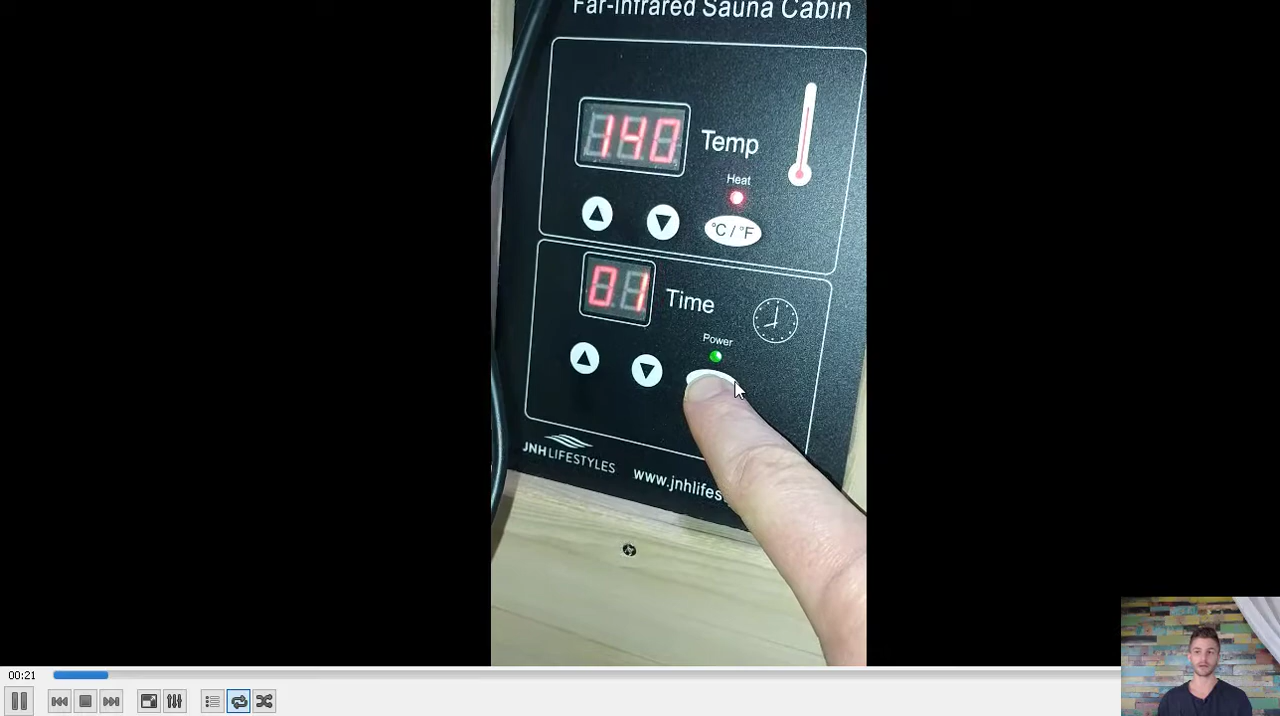 Far-Infrared Sauna Cabin
140
Temp
Heat
°C / °F
01
Time
Power
JNH LIFESTYLES
www.jnhlifes
00:21